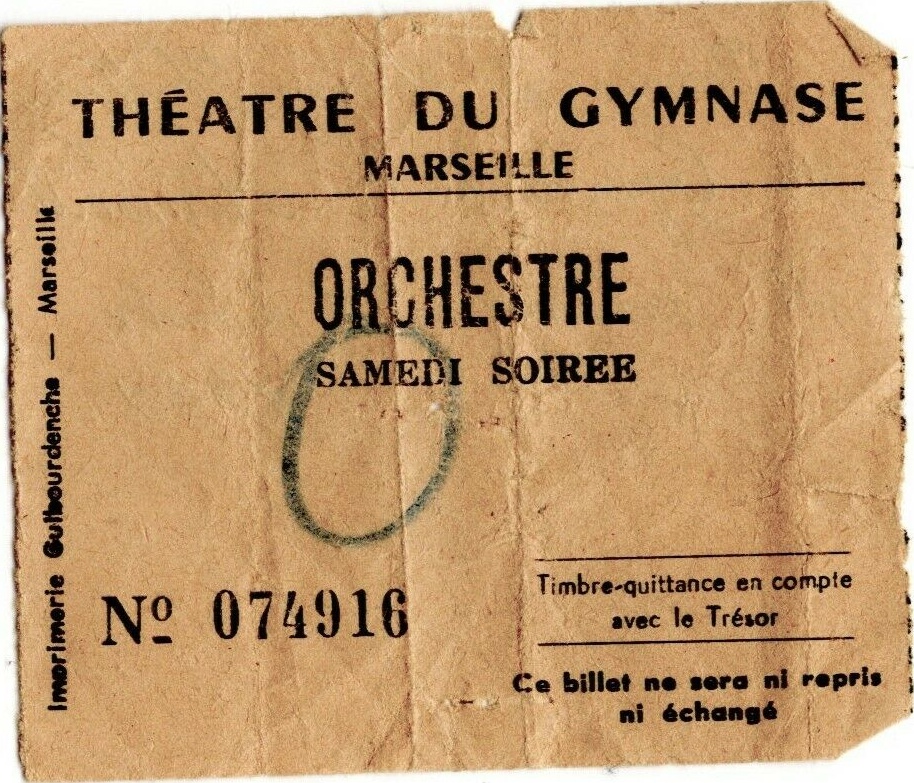 THÉATRE DU GYMNASE
MARSEILLE
ORCHESTRE
SAMEDI SOIREE
Nº 074916
Timbre-quittance en compte
avec le Trésor
Ce billet ne sera ni repris
ni échangé
Imprimerie Guibourdenche — Marseille